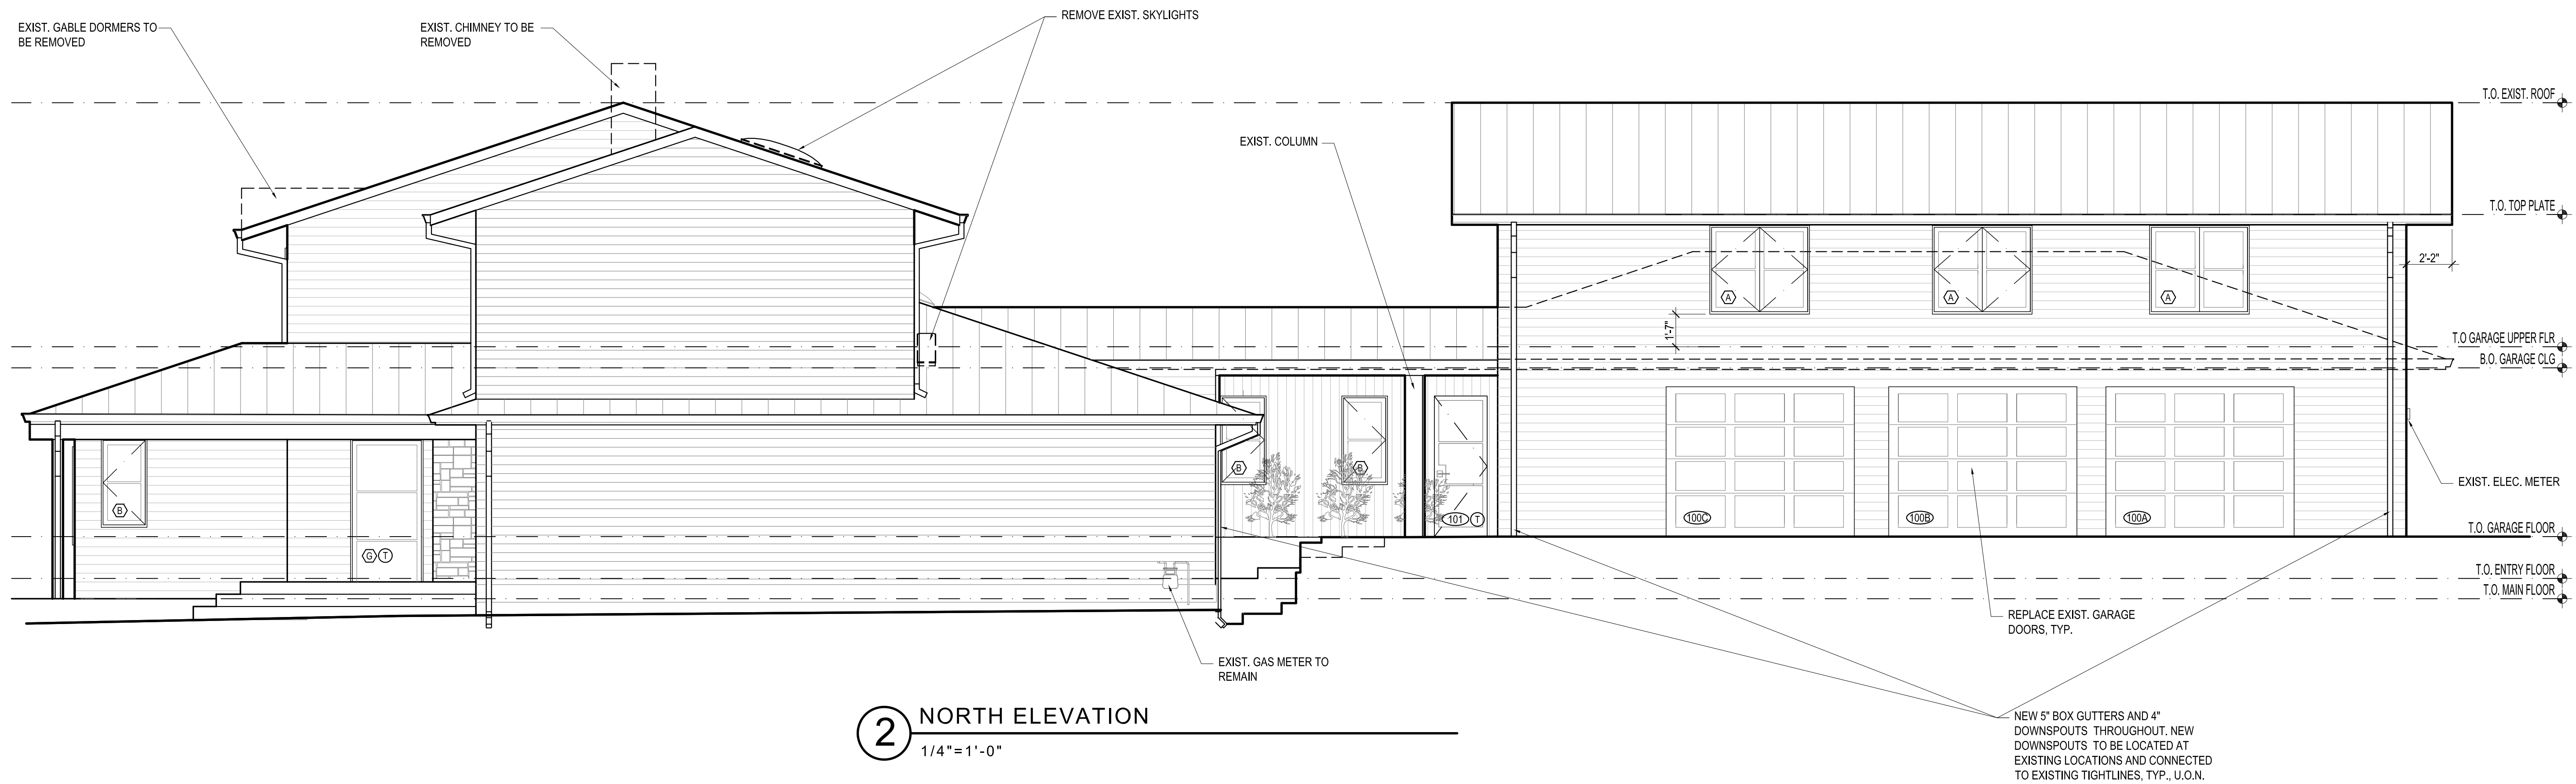 EXIST. GABLE DORMERS TO
BE REMOVED
EXIST. CHIMNEY TO BE
REMOVED
REMOVE EXIST. SKYLIGHTS
EXIST. COLUMN
T.O. EXIST. ROOF
T.O. TOP PLATE
2'-2"
A
A
A
1'-7"
T.O GARAGE UPPER FLR
B.O. GARAGE CLG
B
G
T
B
B
101
T
100C
100B
100A
EXIST. ELEC. METER
T.O. GARAGE FLOOR
T.O. ENTRY FLOOR
T.O. MAIN FLOOR
REPLACE EXIST. GARAGE
DOORS, TYP.
EXIST. GAS METER TO
REMAIN
NEW 5" BOX GUTTERS AND 4"
DOWNSPOUTS THROUGHOUT. NEW
DOWNSPOUTS TO BE LOCATED AT
EXISTING LOCATIONS AND CONNECTED
TO EXISTING TIGHTLINES, TYP., U.O.N.
2
NORTH ELEVATION
1/4"=1'-0"